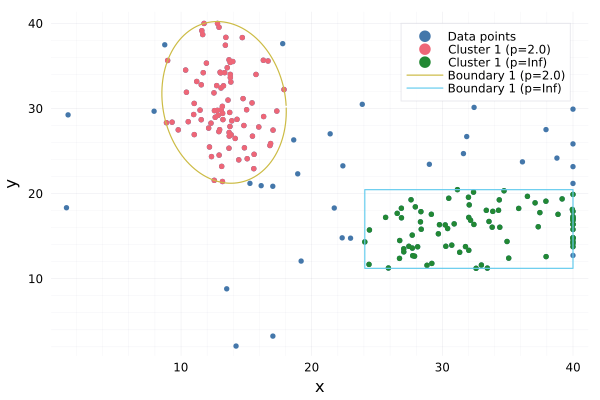 40
30
20
10
y
10
20
30
40
x
Data points
Cluster 1 (p=2.0)
Cluster 1 (p=Inf)
Boundary 1 (p=2.0)
Boundary 1 (p=Inf)